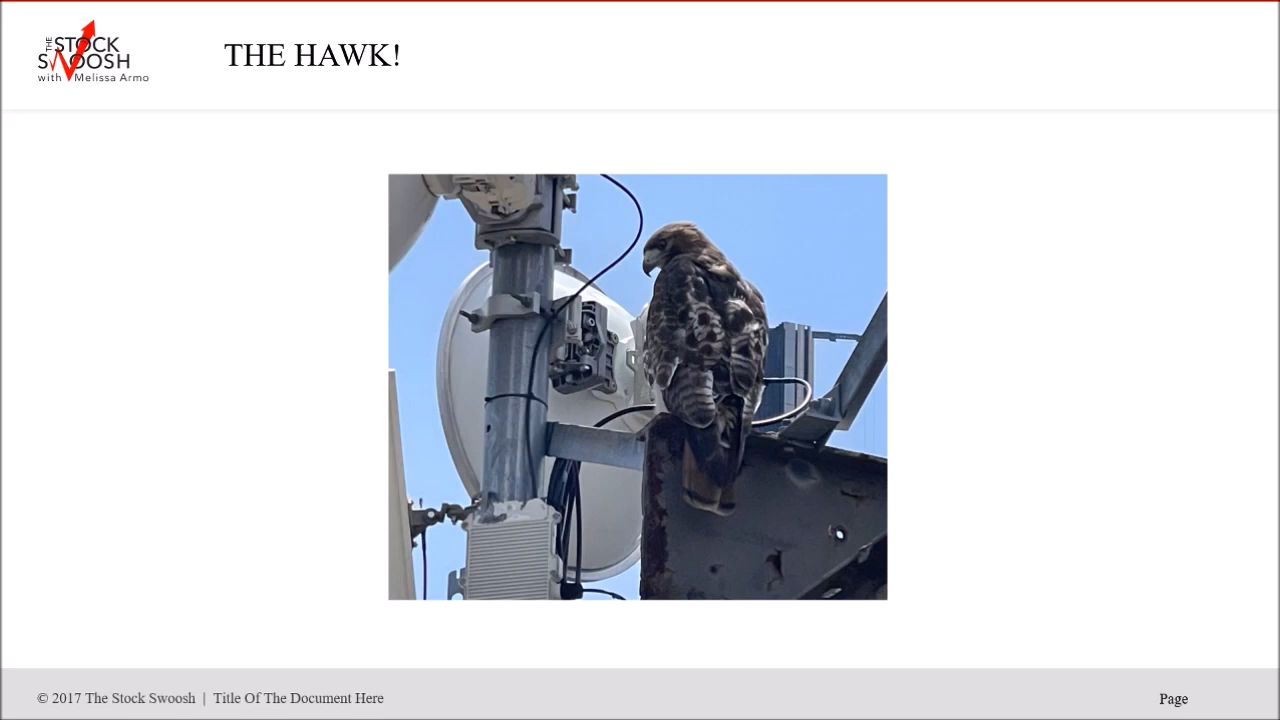 THE STOCK
SWOOSH
with Melissa Armo
THE HAWK!
© 2017 The Stock Swoosh | Title Of The Document Here
Page